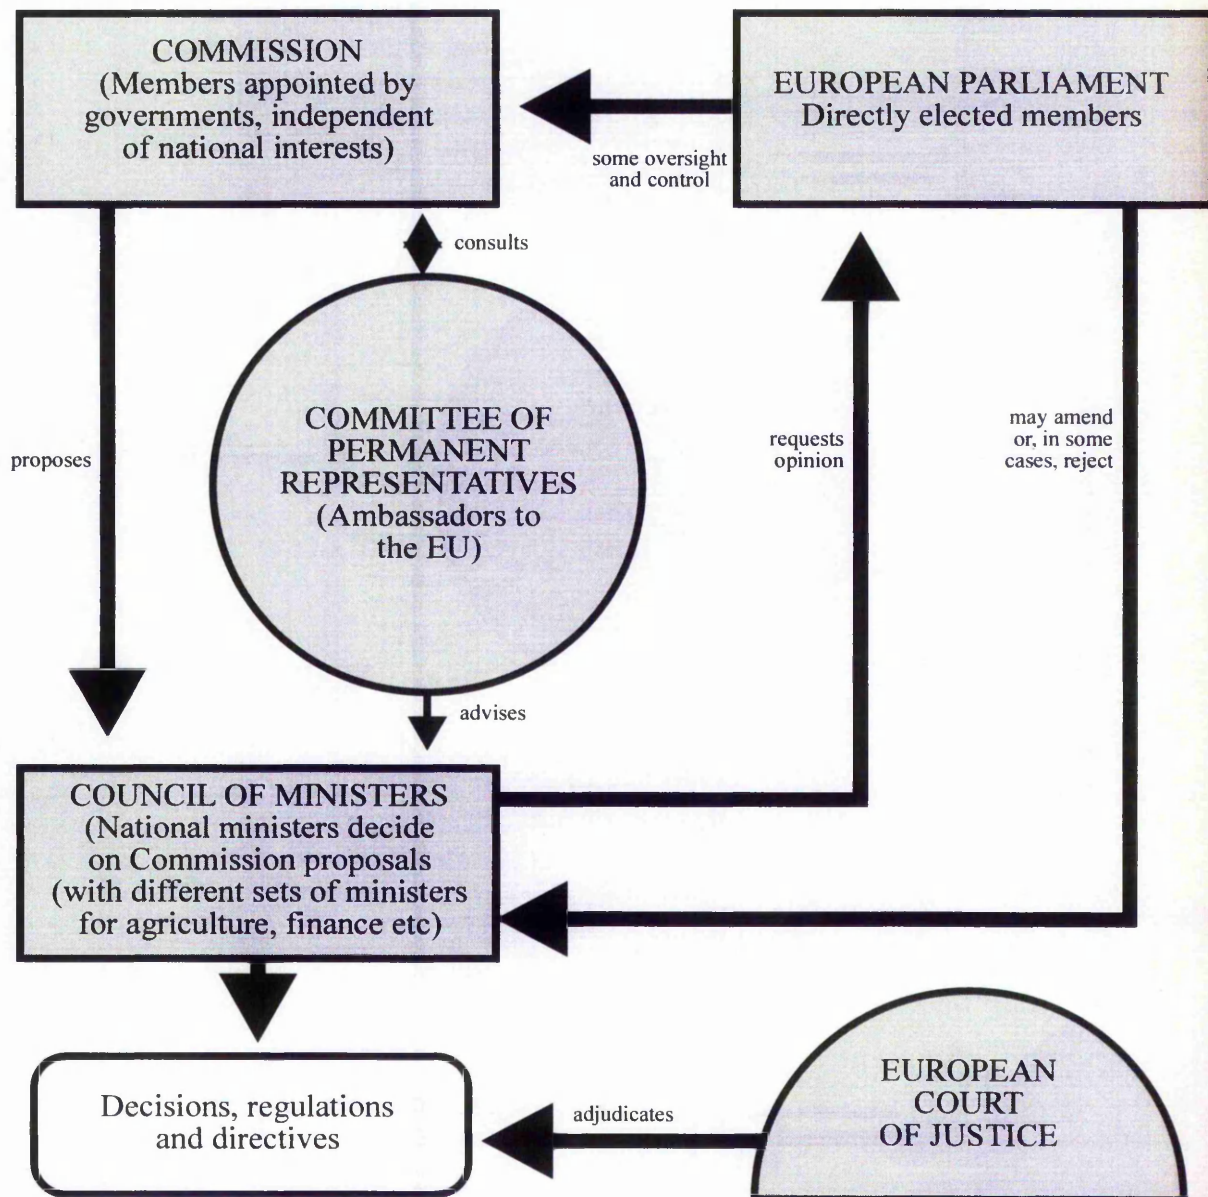 COMMISSION
(Members appointed by
governments, independent
of national interests)
EUROPEAN PARLIAMENT
Directly elected members
some oversight
and control
consults
COMMITTEE OF
PERMANENT
REPRESENTATIVES
(Ambassadors to
the EU)
proposes
requests
opinion
may amend
or, in some
cases, reject
advises
COUNCIL OF MINISTERS
(National ministers decide
on Commission proposals
(with different sets of ministers
for agriculture, finance etc)
Decisions, regulations
and directives
adjudicates
EUROPEAN
COURT
OF JUSTICE